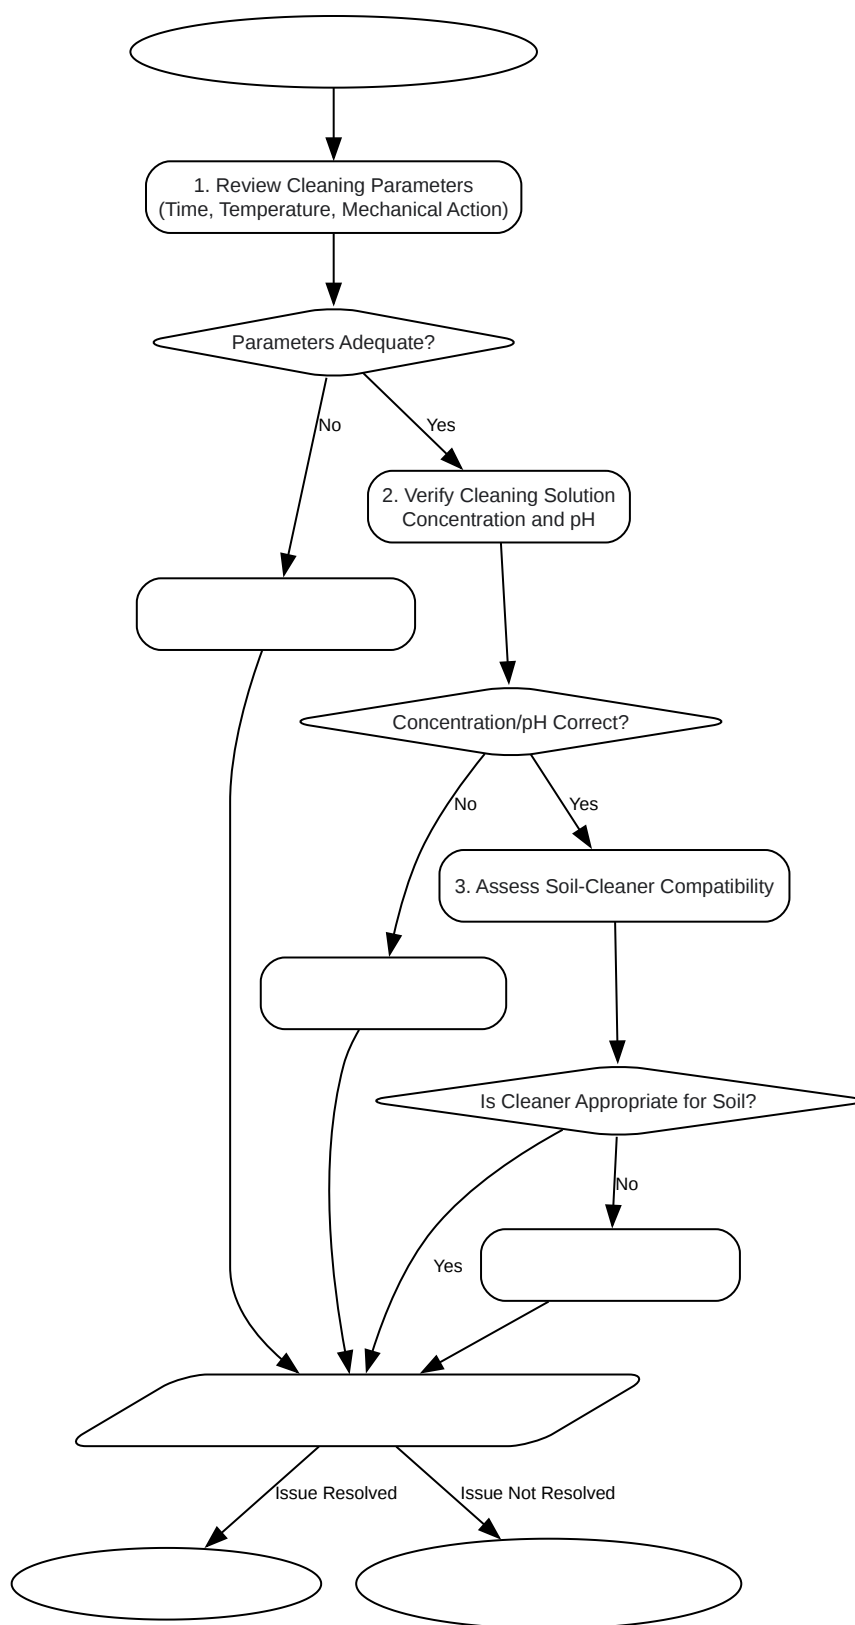 1. Review Cleaning Parameters
(Time, Temperature, Mechanical Action)
Parameters Adequate?
No
Yes
2. Verify Cleaning Solution
Concentration and pH
Concentration/pH Correct?
No
Yes
3. Assess Soil-Cleaner Compatibility
Is Cleaner Appropriate for Soil?
No
Yes
Issue Resolved
Issue Not Resolved